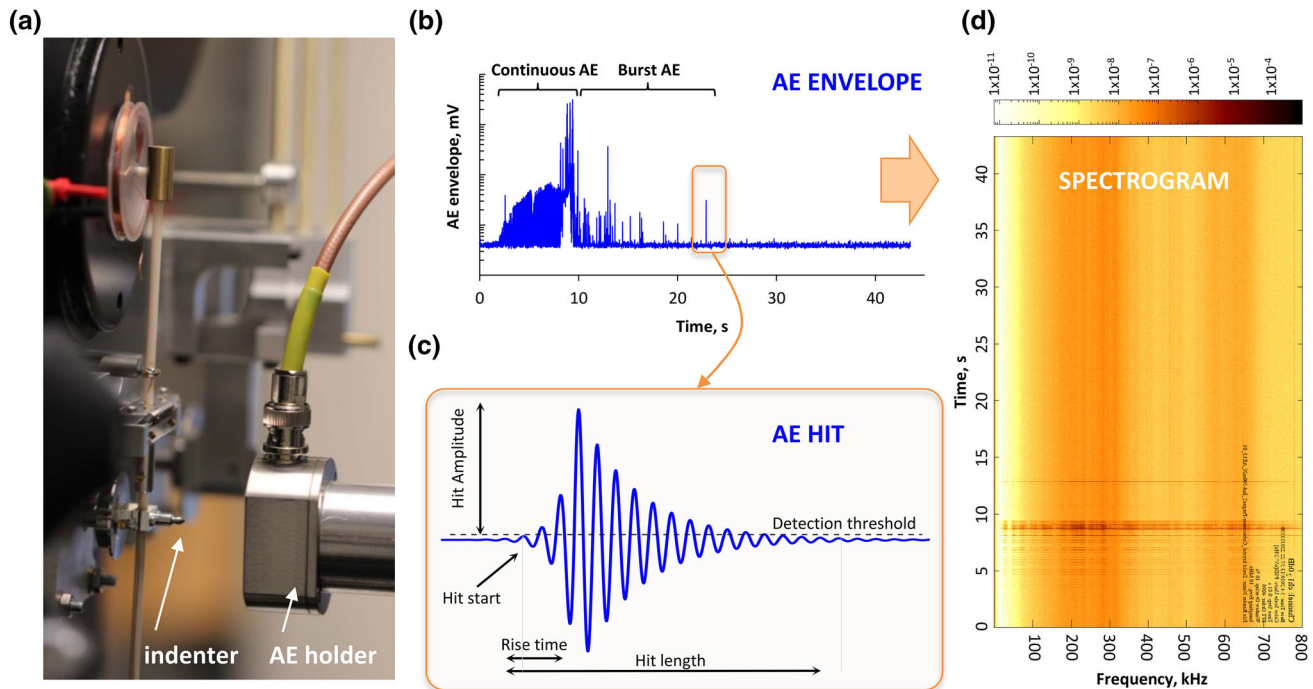 (a)
indenter
AE holder
(b)
Continuous AE
Burst AE
AE ENVELOPE
AE envelope, mV
0
10
20
30
40
Time, s
(c)
AE HIT
Hit Amplitude
Detection threshold
Hit start
Rise time
Hit length
(d)
1x10-11
1x10-10
1x10-9
1x10-8
1x10-7
1x10-6
1x10-5
1x10-4
SPECTROGRAM
Time, s
40
35
30
25
20
15
10
5
0
100
200
300
400
500
600
700
800
Frequency, kHz